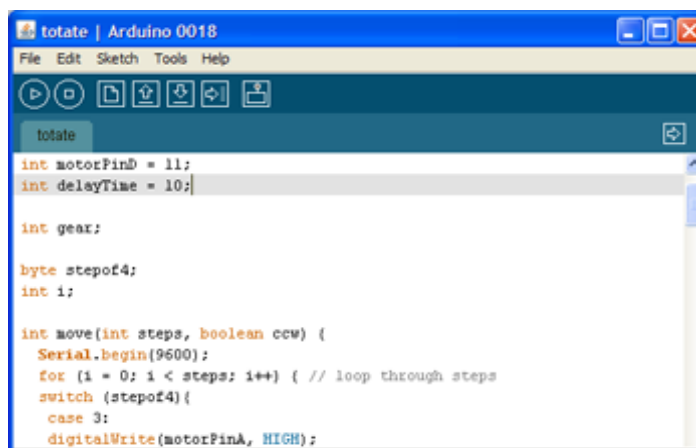 totate | Arduino 0018
File Edit Sketch Tools Help
totate
int motorPinD = 11;
int delayTime = 10;
int gear;
byte stepof4;
int i;
int move(int steps, boolean ccw) {
Serial.begin(9600);
for (i = 0; i < steps; i++) { // loop through steps
switch (stepof4){
case 3:
digitalWrite(motorPinA, HIGH);